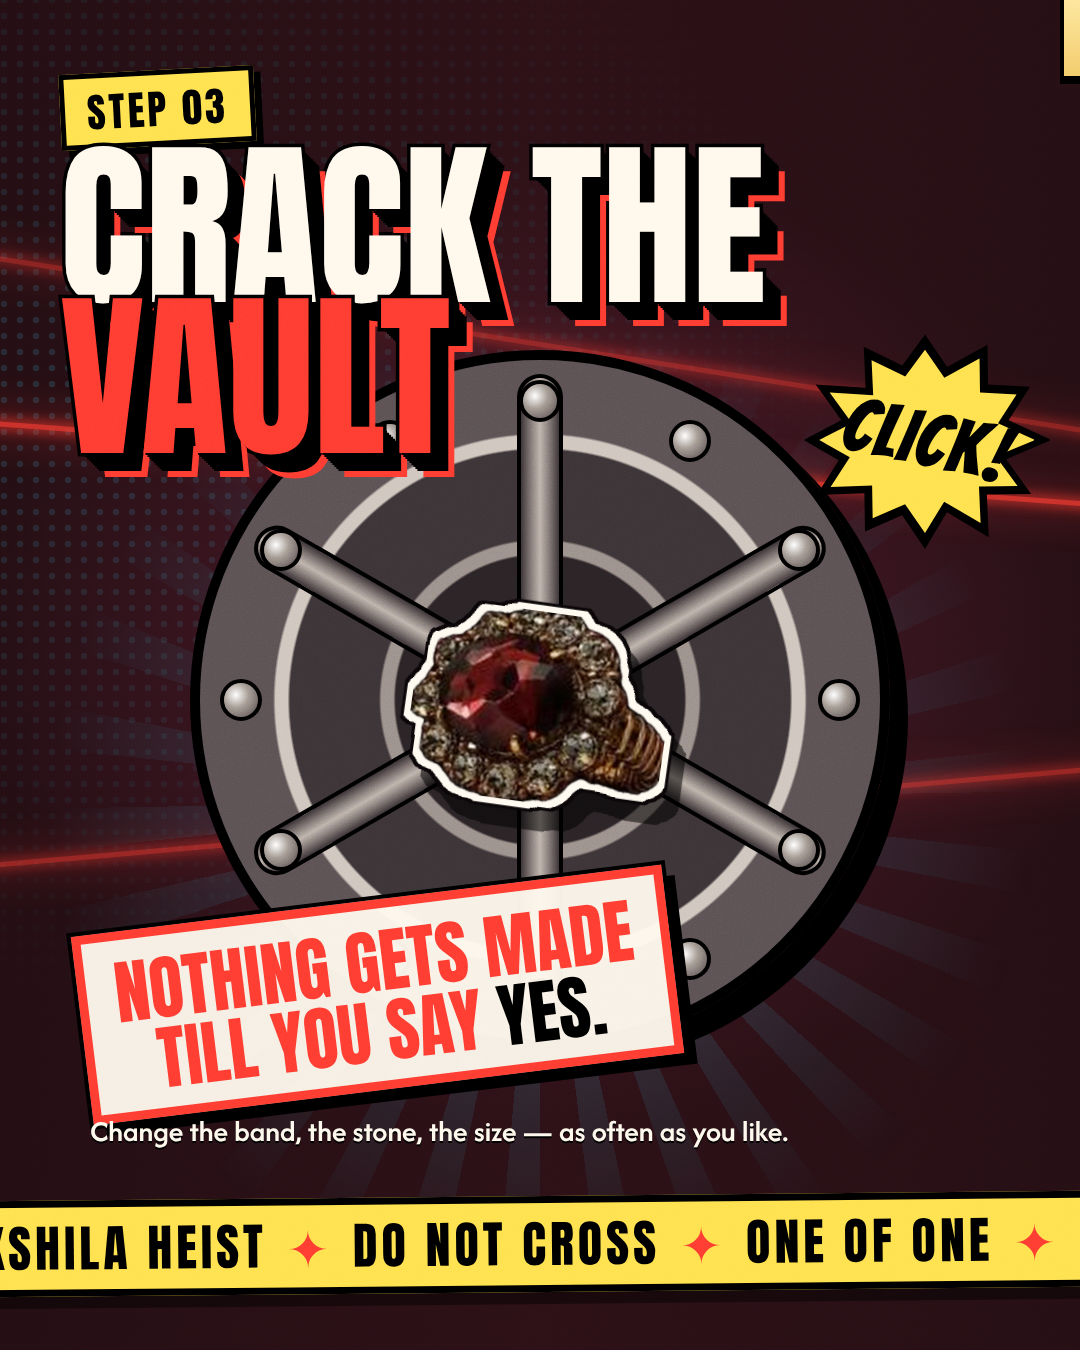 STEP 03
CRACK THE
VAULT
CLICK!
NOTHING GETS MADE
TILL YOU SAY YES.
Change the band, the stone, the size — as often as you like.
KSHILA HEIST ✦ DO NOT CROSS ✦ ONE OF ONE ✦